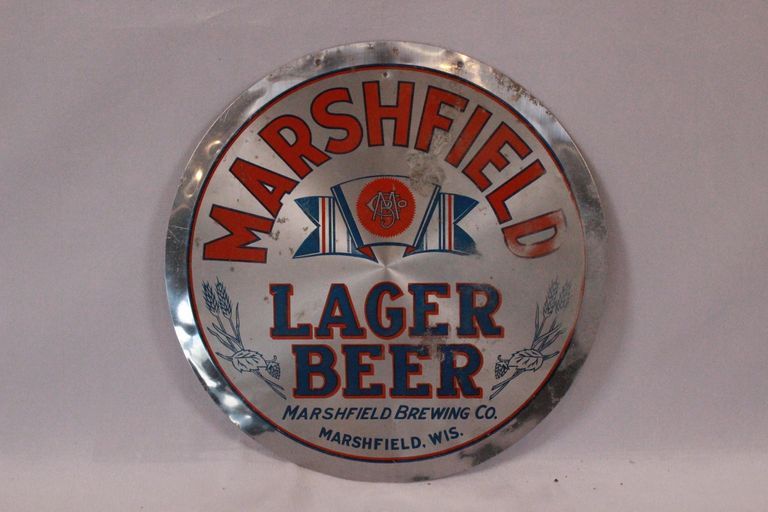 MARSHFIELD
LAGER
BEER
MARSHFIELD BREWING CO.
MARSHFIELD, WIS.